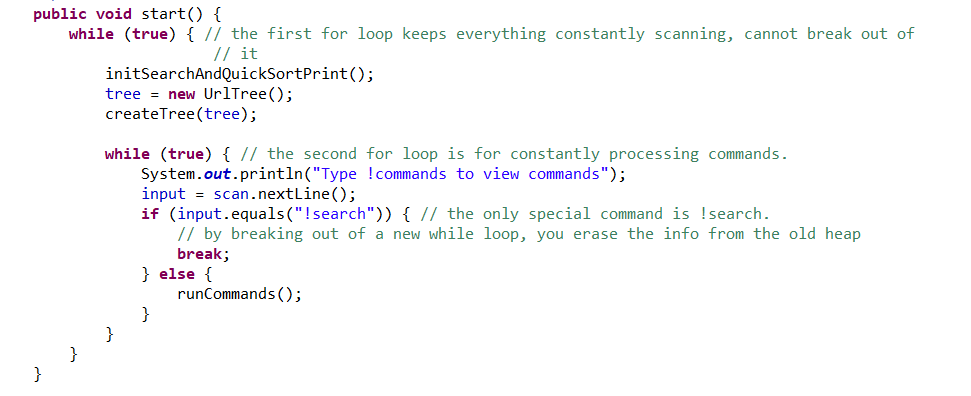 public void start() {
    while (true) { // the first for loop keeps everything constantly scanning, cannot break out of
                    // it
        initSearchAndQuickSortPrint();
        tree = new UrlTree();
        createTree(tree);

        while (true) { // the second for loop is for constantly processing commands.
            System.out.println("Type !commands to view commands");
            input = scan.nextLine();
            if (input.equals("!search")) { // the only special command is !search.
                // by breaking out of a new while loop, you erase the info from the old heap
                break;
            } else {
                runCommands();
            }
        }
    }
}